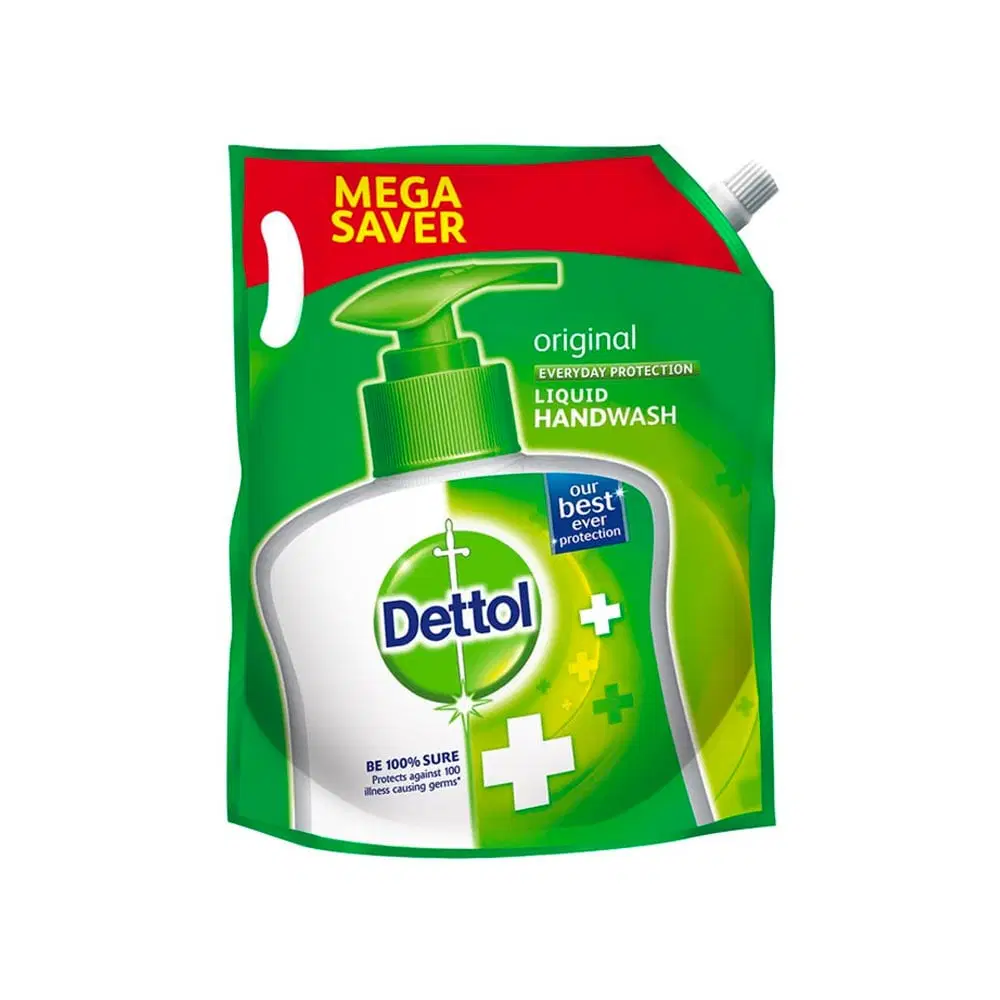 MEGA
SAVER
original
EVERYDAY PROTECTION
LIQUID
HANDWASH
our
best
ever
protection
Dettol
BE 100% SURE
Protects against 100
illness causing germs*